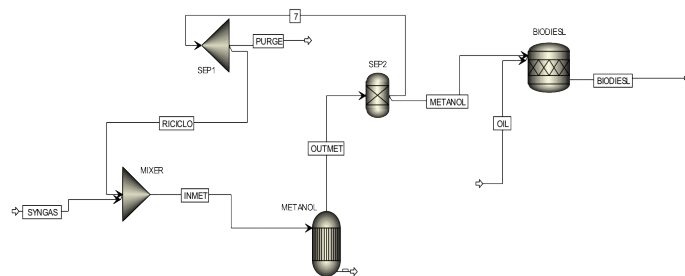 7
PURGE
SEP1
SEP2
BIODIESL
BIODIESL
METANOL
RICICLO
OIL
OUTMET
MIXER
INMET
METANOL
SYNGAS